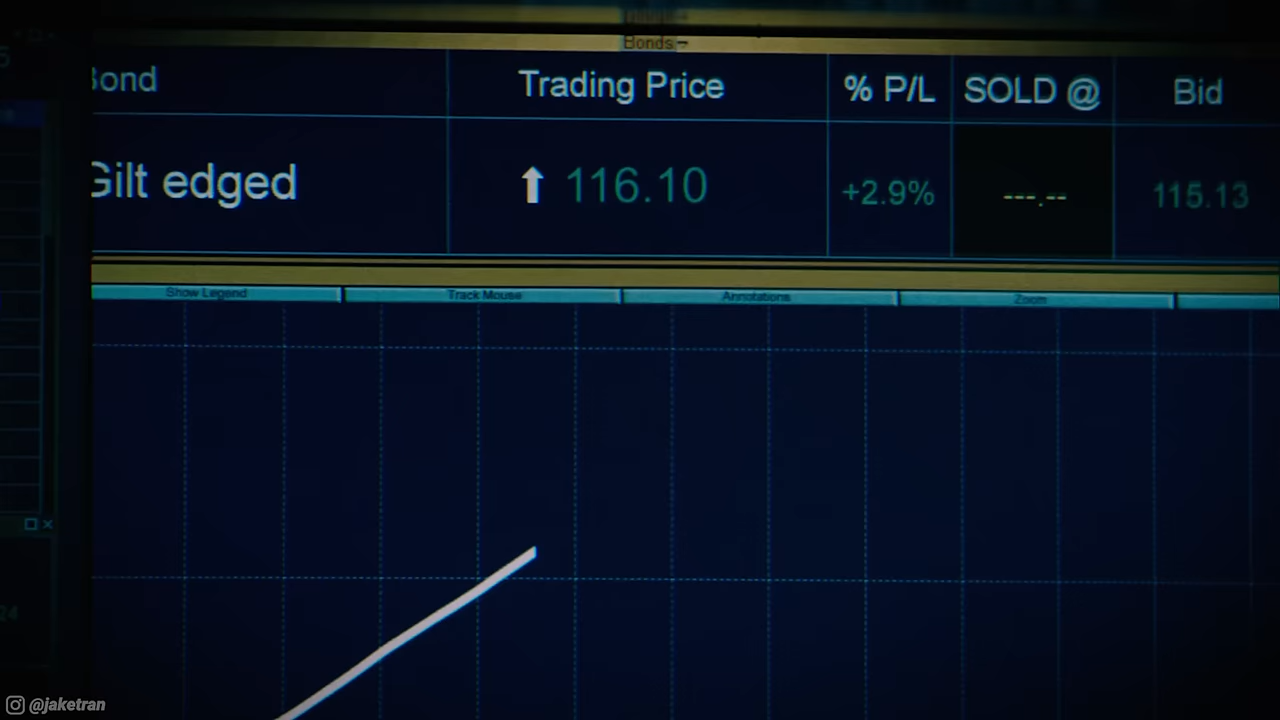 Bonds
Bond Trading Price % P/L SOLD @ Bid
Gilt edged 116.10 +2.9% ---.-- 115.13
Show Legend Track Mouse Annotations Zoom
24
@jaketran